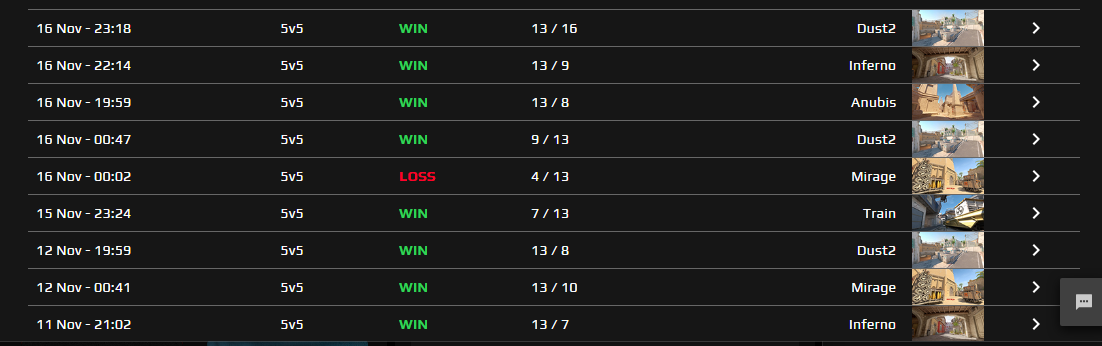 16 Nov - 23:18 5v5 WIN 13 / 16 Dust2
16 Nov - 22:14 5v5 WIN 13 / 9 Inferno
16 Nov - 19:59 5v5 WIN 13 / 8 Anubis
16 Nov - 00:47 5v5 WIN 9 / 13 Dust2
16 Nov - 00:02 5v5 LOSS 4 / 13 Mirage
15 Nov - 23:24 5v5 WIN 7 / 13 Train
12 Nov - 19:59 5v5 WIN 13 / 8 Dust2
12 Nov - 00:41 5v5 WIN 13 / 10 Mirage
11 Nov - 21:02 5v5 WIN 13 / 7 Inferno